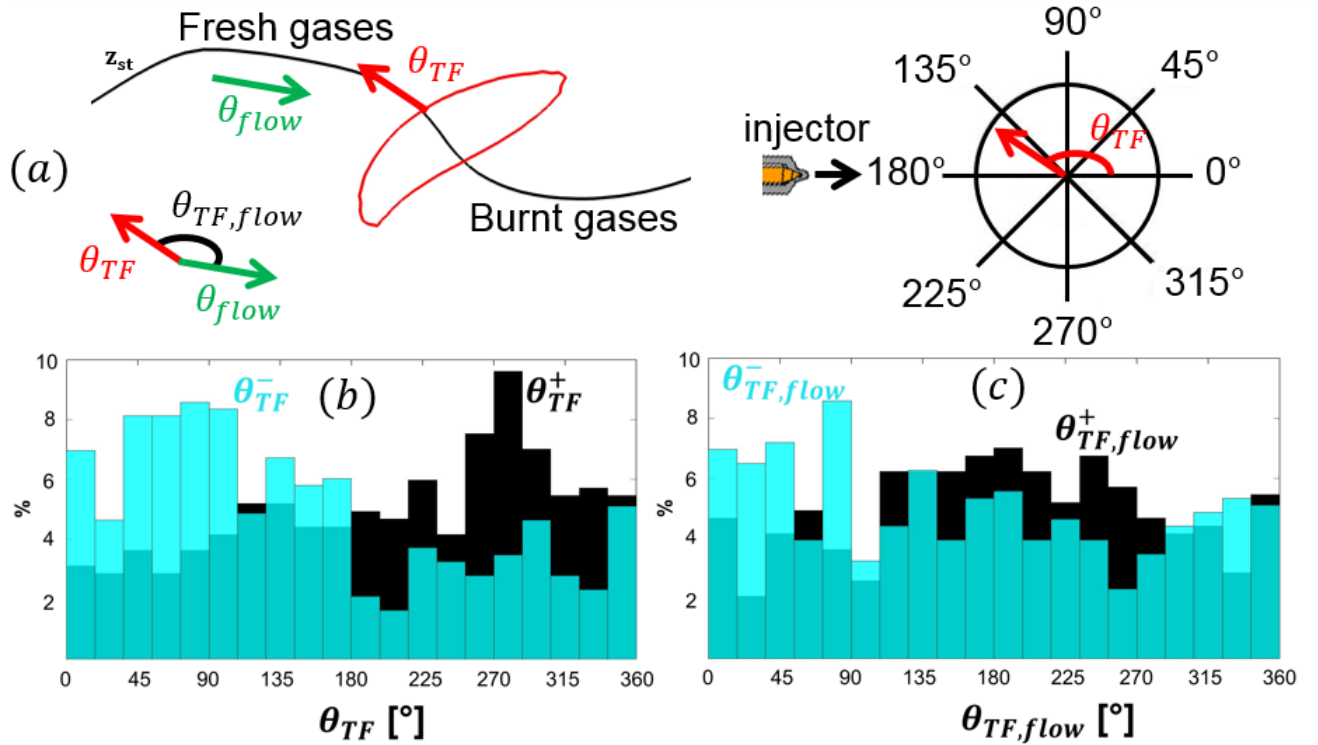 Fresh gases
z_st
θ_TF
θ_flow
(a)
θ_TF,flow
θ_TF
θ_flow
Burnt gases
90°
135°
45°
θ_TF
injector
180°
0°
225°
315°
270°
10
8
6
4
2
%
θ⁻_TF
(b)
θ⁺_TF
0 45 90 135 180 225 270 315 360
θ_TF [°]
10
8
6
4
2
%
θ⁻_TF,flow
(c)
θ⁺_TF,flow
0 45 90 135 180 225 270 315 360
θ_TF,flow [°]